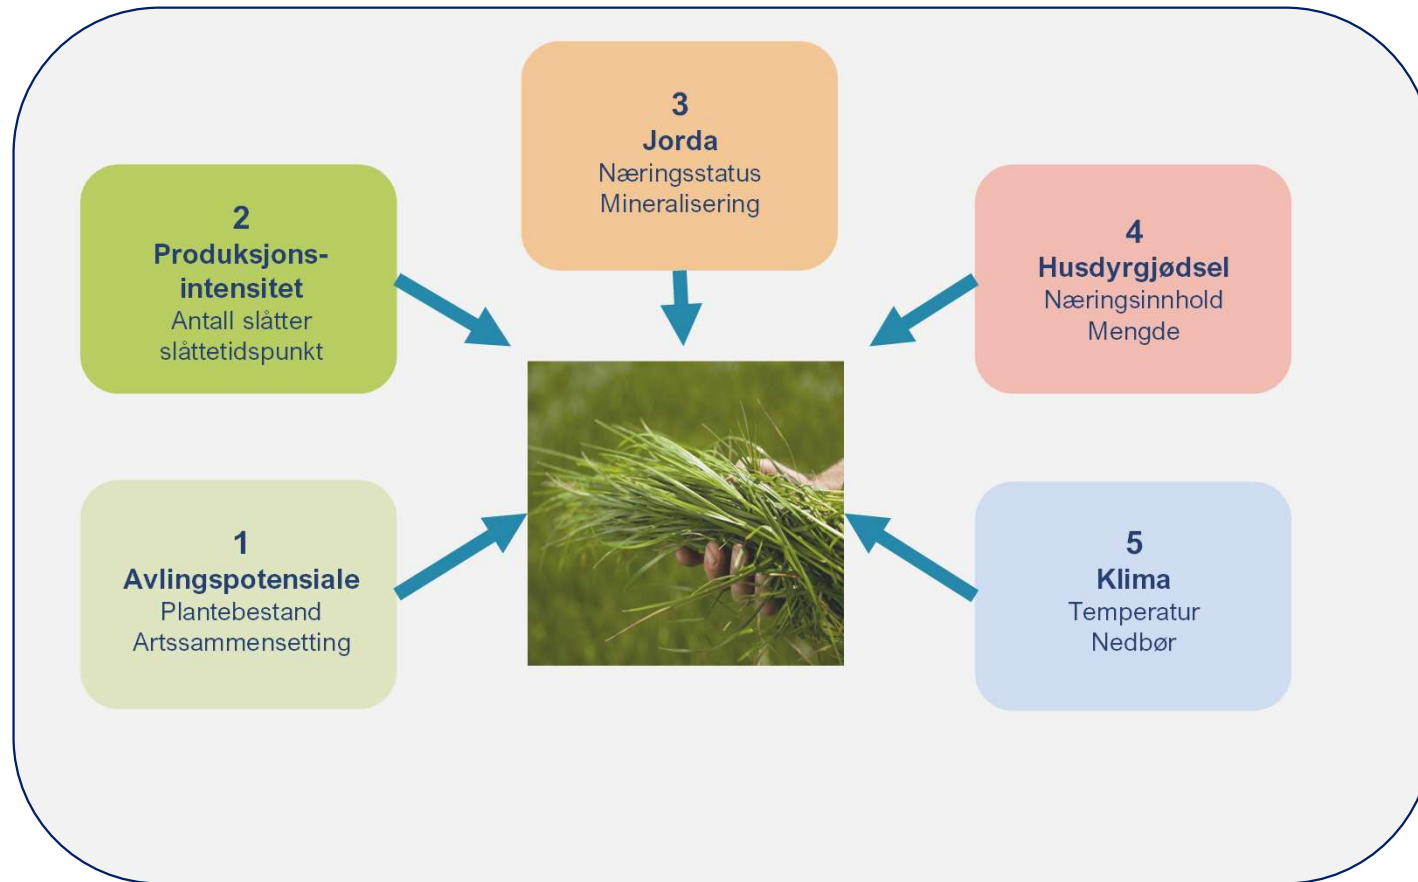 1
Avlingspotensiale
Plantebestand
Artssammensetting
2
Produksjons-
intensitet
Antall slåtter
slåttetidspunkt
3
Jorda
Næringsstatus
Mineralisering
4
Husdyrgjødsel
Næringsinnhold
Mengde
5
Klima
Temperatur
Nedbør